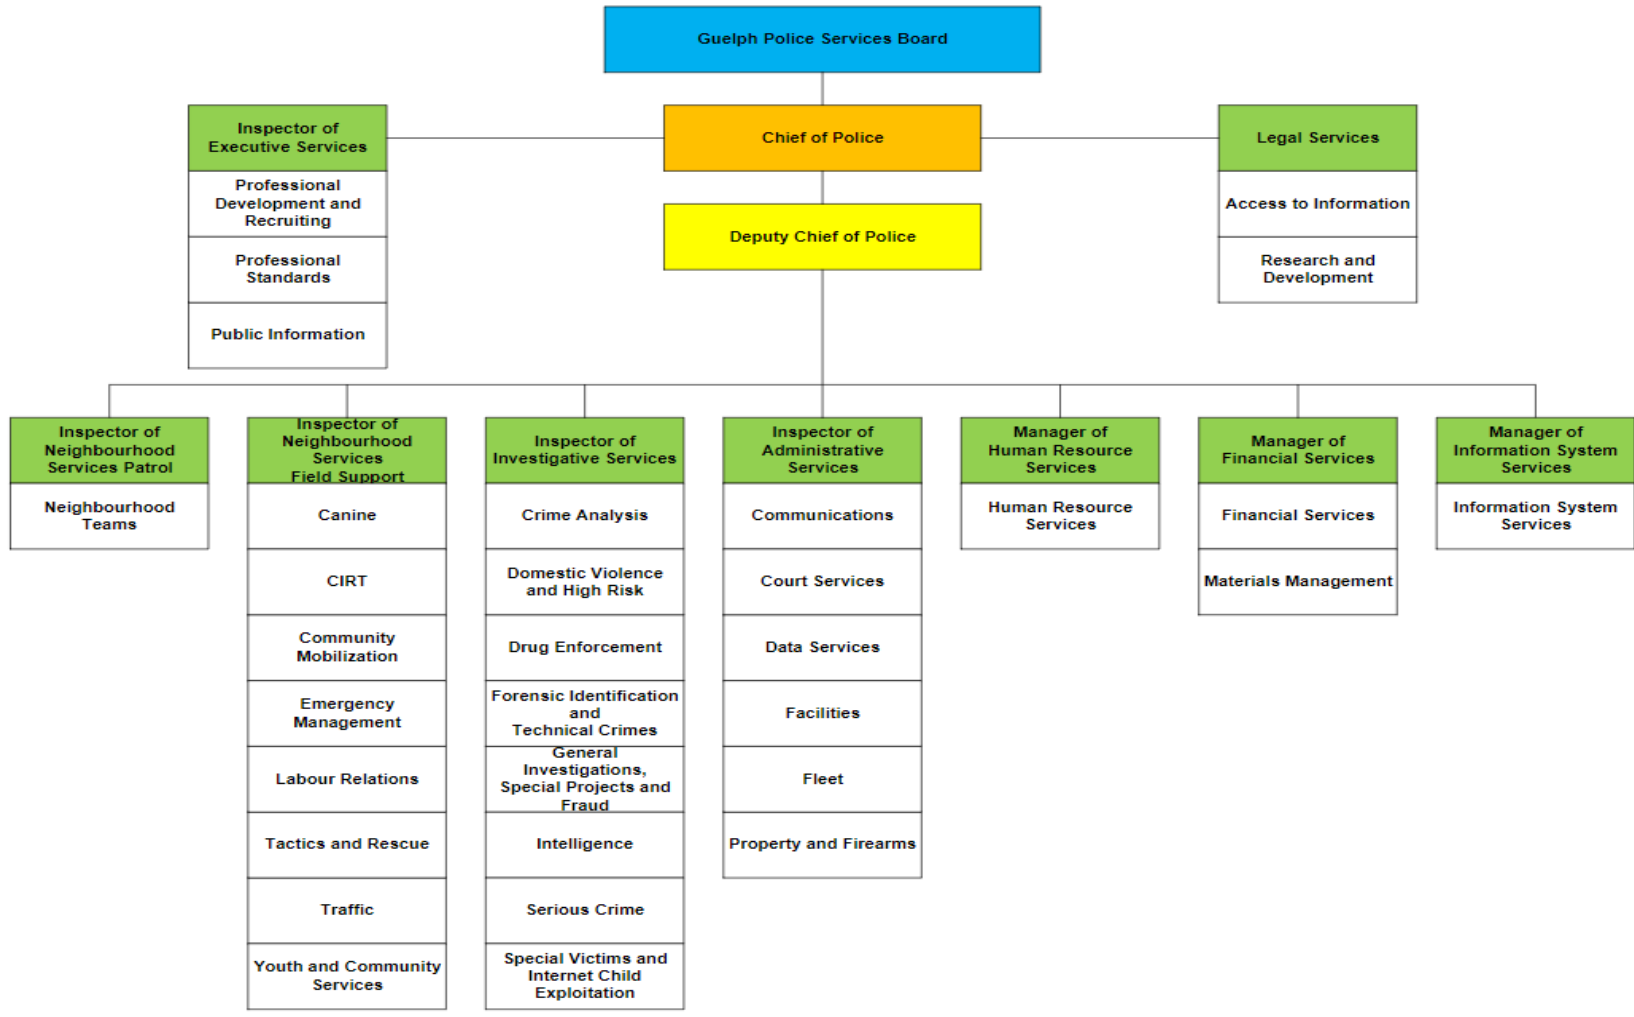 Guelph Police Services Board
Inspector of
Executive Services
Professional
Development and
Recruiting
Professional
Standards
Public Information
Chief of Police
Deputy Chief of Police
Legal Services
Access to Information
Research and
Development
Inspector of
Neighbourhood
Services Patrol
Neighbourhood
Teams
Inspector of
Neighbourhood
Services
Field Support
Canine
CIRT
Community
Mobilization
Emergency
Management
Labour Relations
Tactics and Rescue
Traffic
Youth and Community
Services
Inspector of
Investigative Services
Crime Analysis
Domestic Violence
and High Risk
Drug Enforcement
Forensic Identification
and
Technical Crimes
General
Investigations,
Special Projects and
Fraud
Intelligence
Serious Crime
Special Victims and
Internet Child
Exploitation
Inspector of
Administrative
Services
Communications
Court Services
Data Services
Facilities
Fleet
Property and Firearms
Manager of
Human Resource
Services
Human Resource
Services
Manager of
Financial Services
Financial Services
Materials Management
Manager of
Information System
Services
Information System
Services